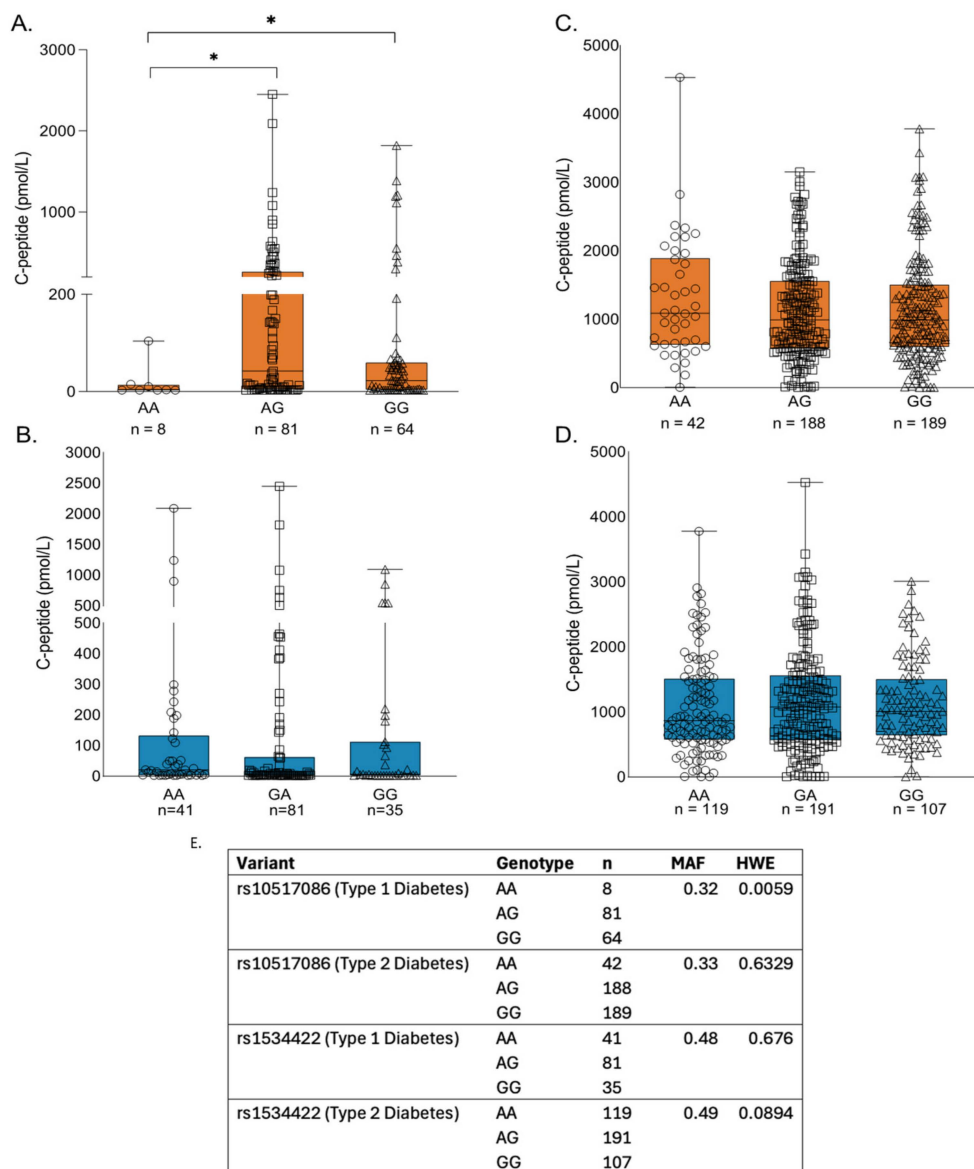 A.
*
*
3000
2000
1000
200
0
C-peptide (pmol/L)
AA
AG
GG
n = 8
n = 81
n = 64
C.
5000
4000
3000
2000
1000
0
C-peptide (pmol/L)
AA
AG
GG
n = 42
n = 188
n = 189
B.
3000
2500
2000
1500
1000
500
500
400
300
200
100
0
C-peptide (pmol/L)
AA
GA
GG
n=41
n=81
n=35
D.
5000
4000
3000
2000
1000
0
C-peptide (pmol/L)
AA
GA
GG
n = 119
n = 191
n = 107
E.
Variant Genotype n MAF HWE
rs10517086 (Type 1 Diabetes) AA 8 0.32 0.0059
AG 81
GG 64
rs10517086 (Type 2 Diabetes) AA 42 0.33 0.6329
AG 188
GG 189
rs1534422 (Type 1 Diabetes) AA 41 0.48 0.676
AG 81
GG 35
rs1534422 (Type 2 Diabetes) AA 119 0.49 0.0894
AG 191
GG 107